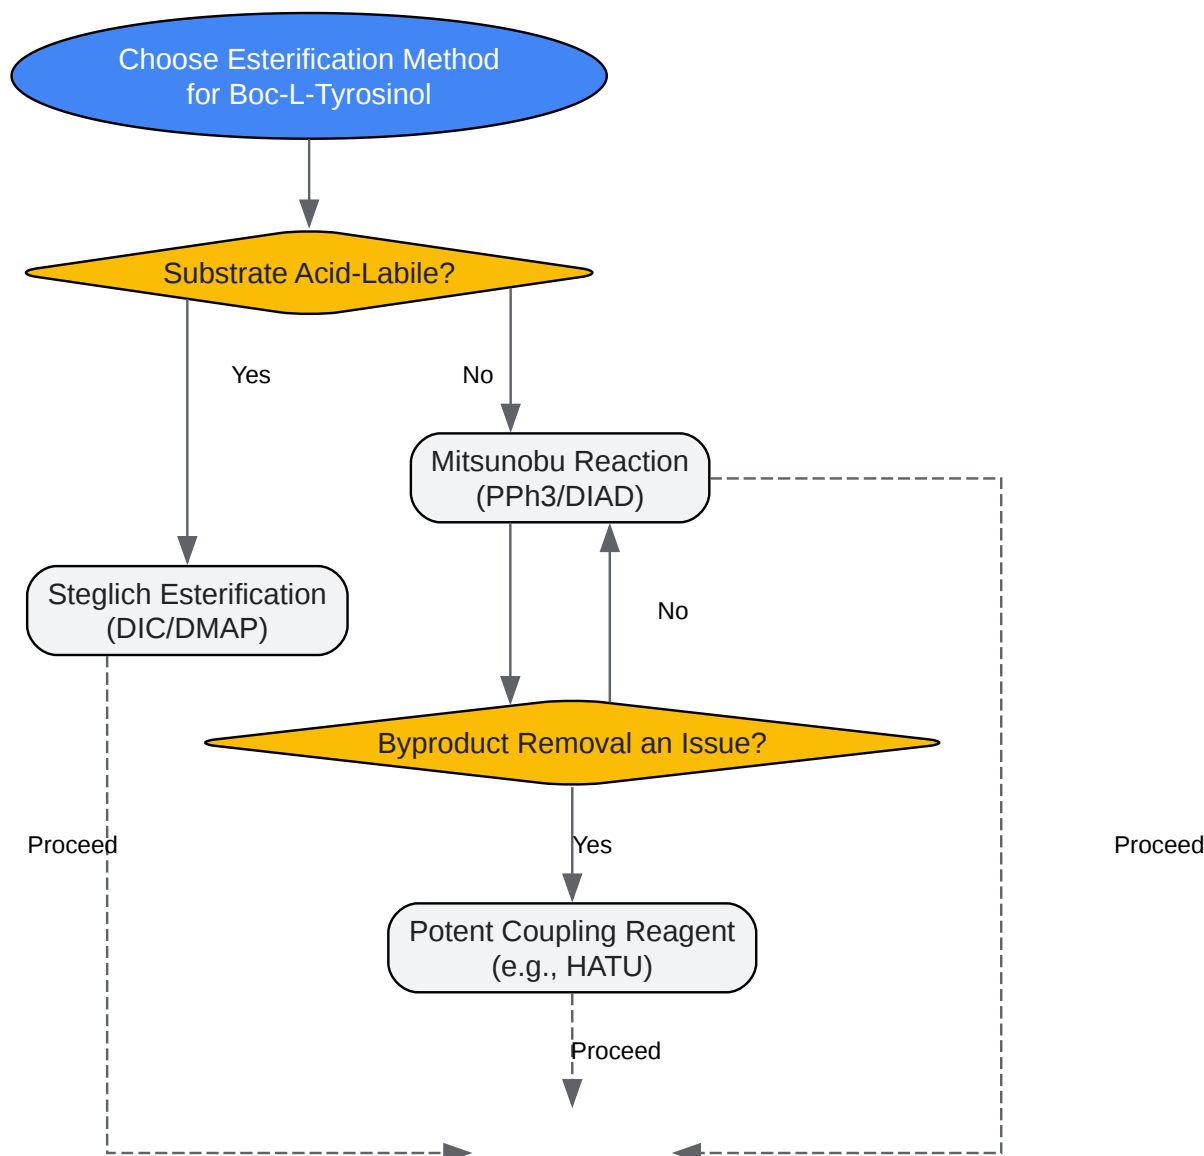 Choose Esterification Method
for Boc-L-Tyrosinol
Substrate Acid-Labile?
Yes
No
Mitsunobu Reaction
(PPh3/DIAD)
Steglich Esterification
(DIC/DMAP)
No
Byproduct Removal an Issue?
Proceed
Yes
Proceed
Potent Coupling Reagent
(e.g., HATU)
Proceed